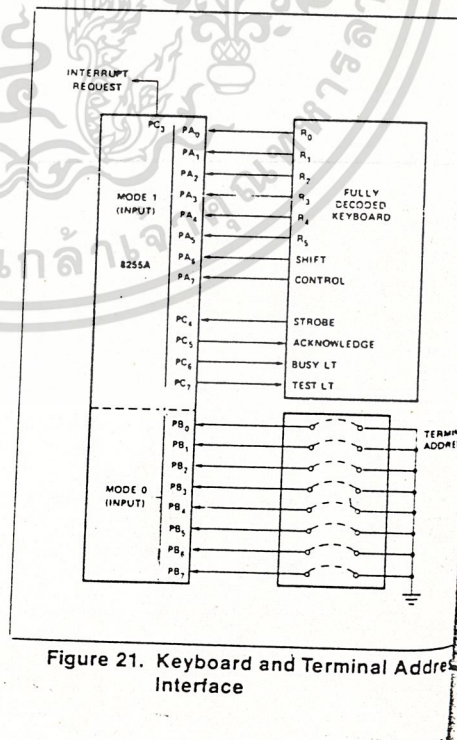 INTERRUPT
REQUEST
PC3
PA0
PA1
PA2
PA3
PA4
PA5
PA6
PA7
MODE 1
(INPUT)
8255A
PC4
PC5
PC6
PC7
R0
R1
R2
R3
R4
R5
SHIFT
CONTROL
FULLY
DECODED
KEYBOARD
STROBE
ACKNOWLEDGE
BUSY LT
TEST LT
MODE 0
(INPUT)
PB0
PB1
PB2
PB3
PB4
PB5
PB6
PB7
Figure 21. Keyboard and Terminal
Interface